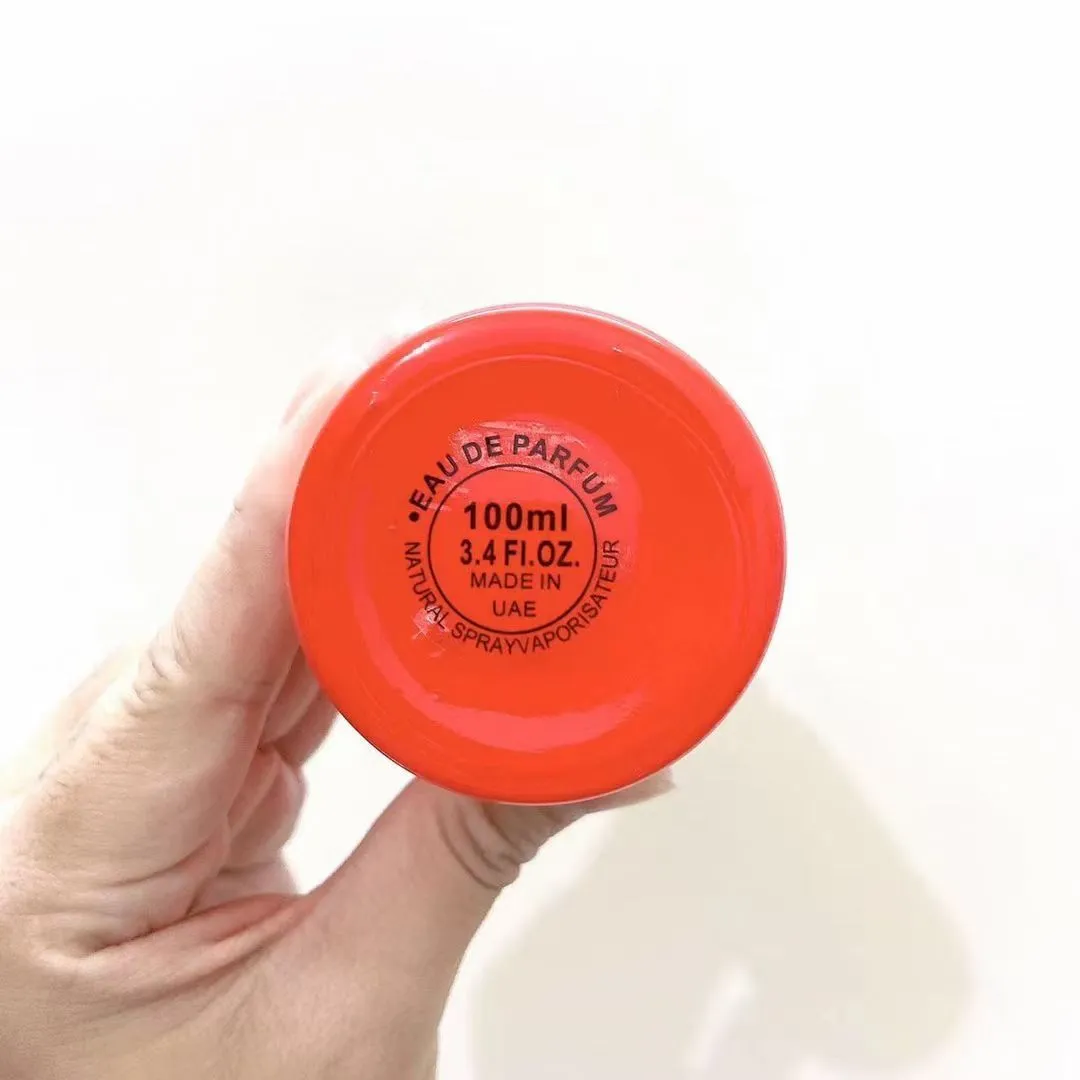 •EAU DE PARFUM
100ml
3.4 Fl.OZ.
MADE IN
UAE
NATURAL SPRAYVAPORISATEUR